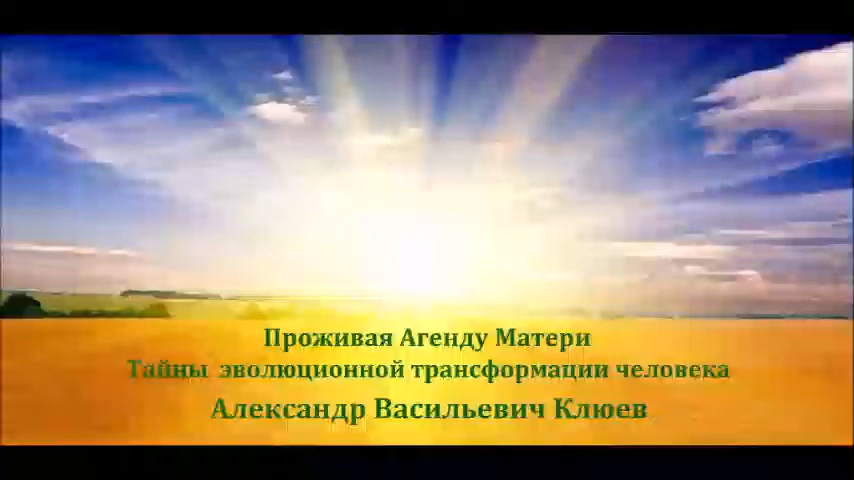 Проживая Агенду Матери
Тайны эволюционной трансформации человека
Александр Васильевич Клюев